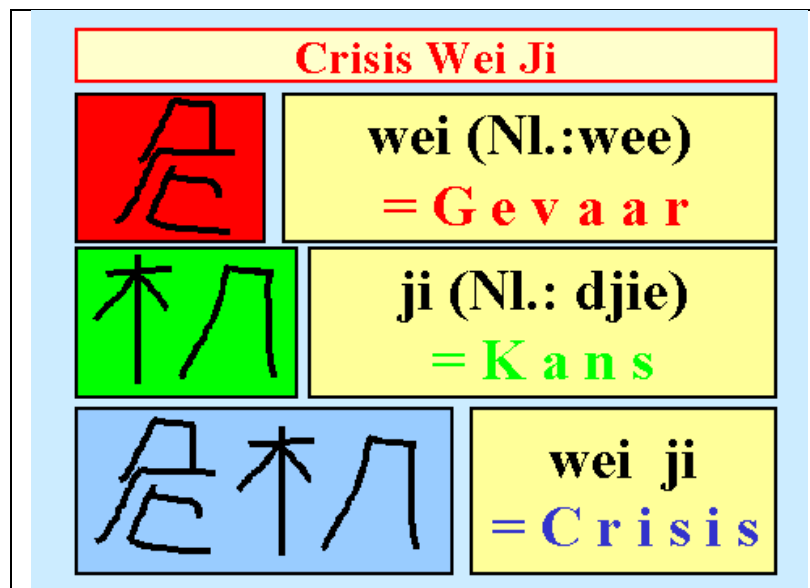 Crisis Wei Ji
危
wei (Nl.:wee)
= G e v a a r
机
ji (Nl.: djie)
= K a n s
危机
wei ji
= C r i s i s